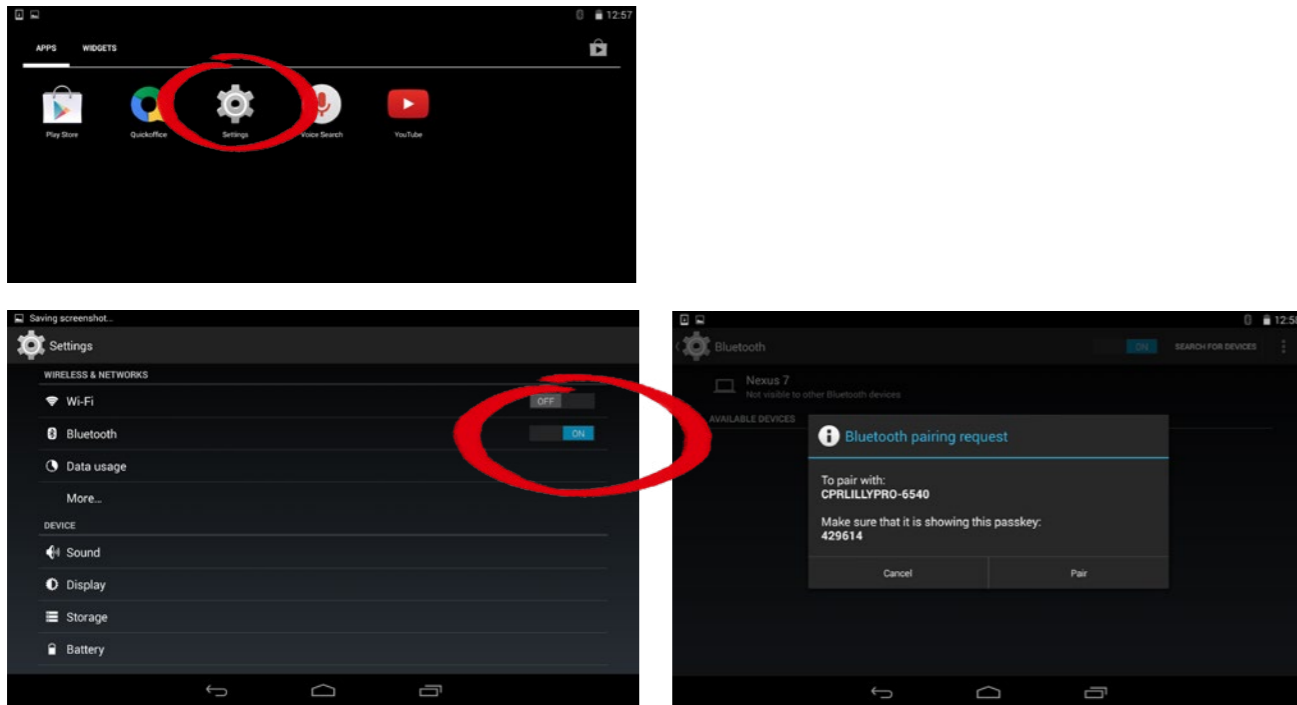 12:57
APPS WIDGETS
Play Store Quickoffice Settings Voice Search YouTube
Saving screenshot...
Settings
WIRELESS & NETWORKS
Wi-Fi OFF
Bluetooth ON
Data usage
More...
DEVICE
Sound
Display
Storage
Battery
12:58
Bluetooth ON SEARCH FOR DEVICES
Nexus 7
Not visible to other Bluetooth devices
AVAILABLE DEVICES
Bluetooth pairing request
To pair with:
CPRLILLYPRO-6540
Make sure that it is showing this passkey:
429614
Cancel Pair